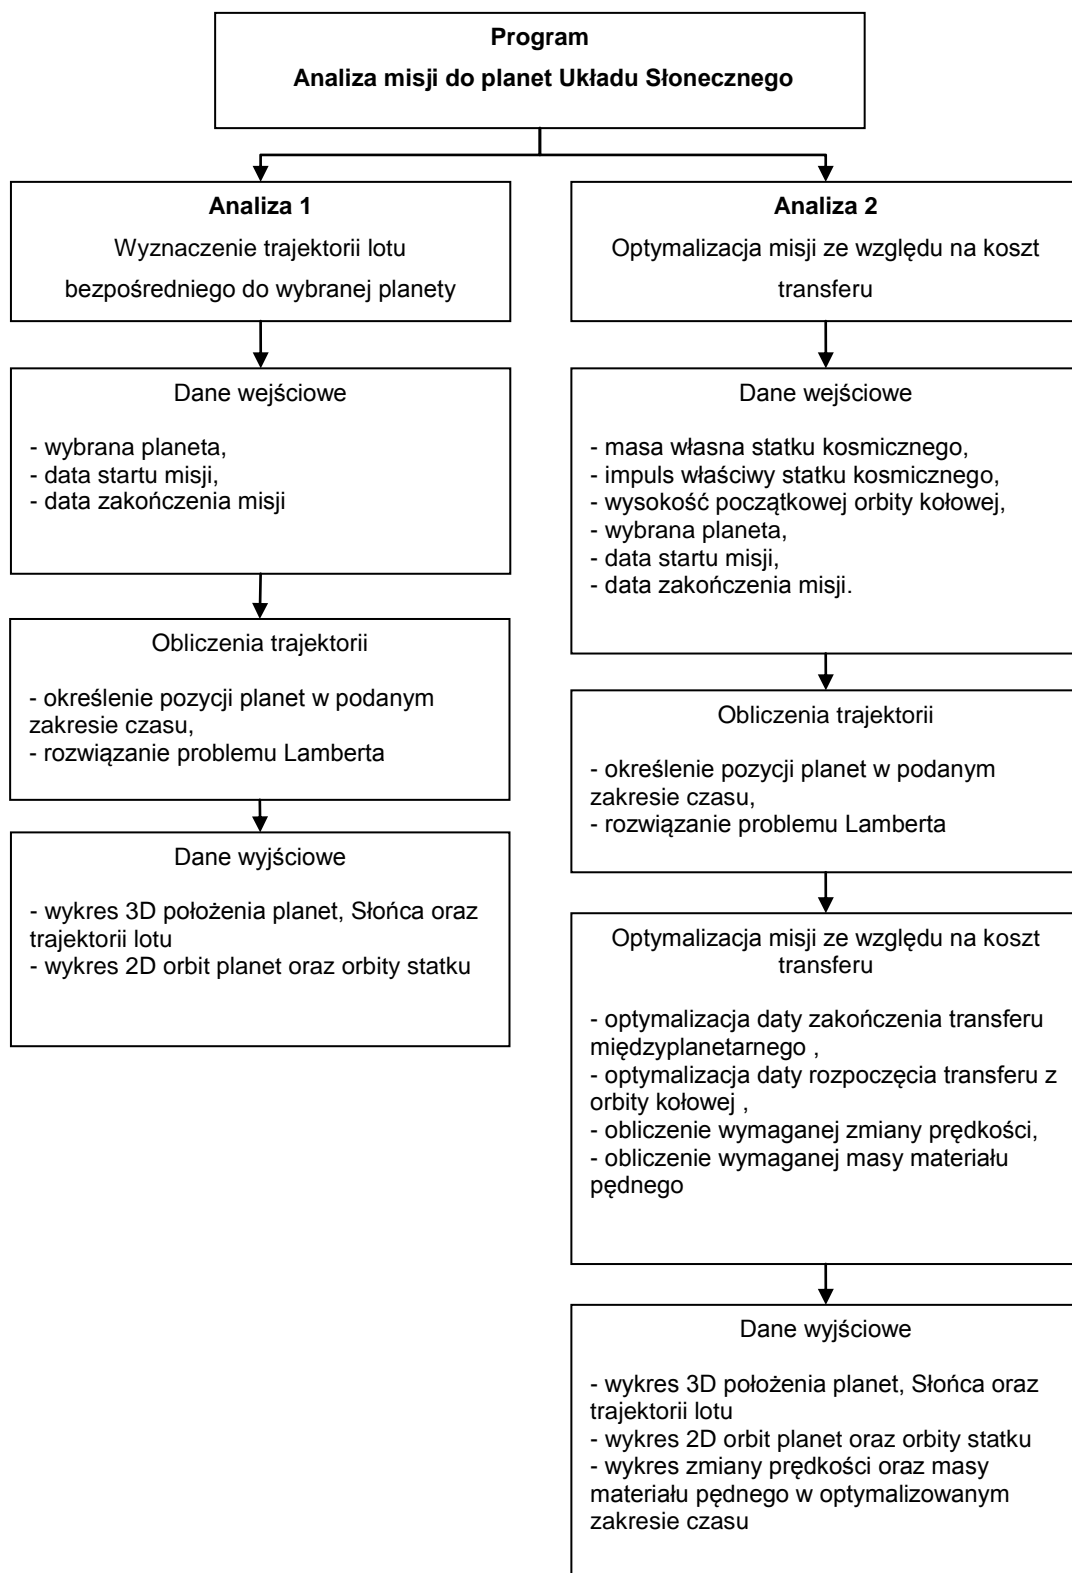 Program
Analiza misji do planet Układu Słonecznego
Analiza 1
Wyznaczenie trajektorii lotu
bezpośredniego do wybranej planety
Dane wejściowe
- wybrana planeta,
- data startu misji,
- data zakończenia misji
Obliczenia trajektorii
- określenie pozycji planet w podanym
zakresie czasu,
- rozwiązanie problemu Lamberta
Dane wyjściowe
- wykres 3D położenia planet, Słońca oraz
trajektorii lotu
- wykres 2D orbit planet oraz orbity statku
Analiza 2
Optymalizacja misji ze względu na koszt
transferu
Dane wejściowe
- masa własna statku kosmicznego,
- impuls właściwy statku kosmicznego,
- wysokość początkowej orbity kołowej,
- wybrana planeta,
- data startu misji,
- data zakończenia misji.
Obliczenia trajektorii
- określenie pozycji planet w podanym
zakresie czasu,
- rozwiązanie problemu Lamberta
Optymalizacja misji ze względu na koszt
transferu
- optymalizacja daty zakończenia transferu
międzyplanetarnego ,
- optymalizacja daty rozpoczęcia transferu z
orbity kołowej ,
- obliczenie wymaganej zmiany prędkości,
- obliczenie wymaganej masy materiału
pędnego
Dane wyjściowe
- wykres 3D położenia planet, Słońca oraz
trajektorii lotu
- wykres 2D orbit planet oraz orbity statku
- wykres zmiany prędkości oraz masy
materiału pędnego w optymalizowanym
zakresie czasu